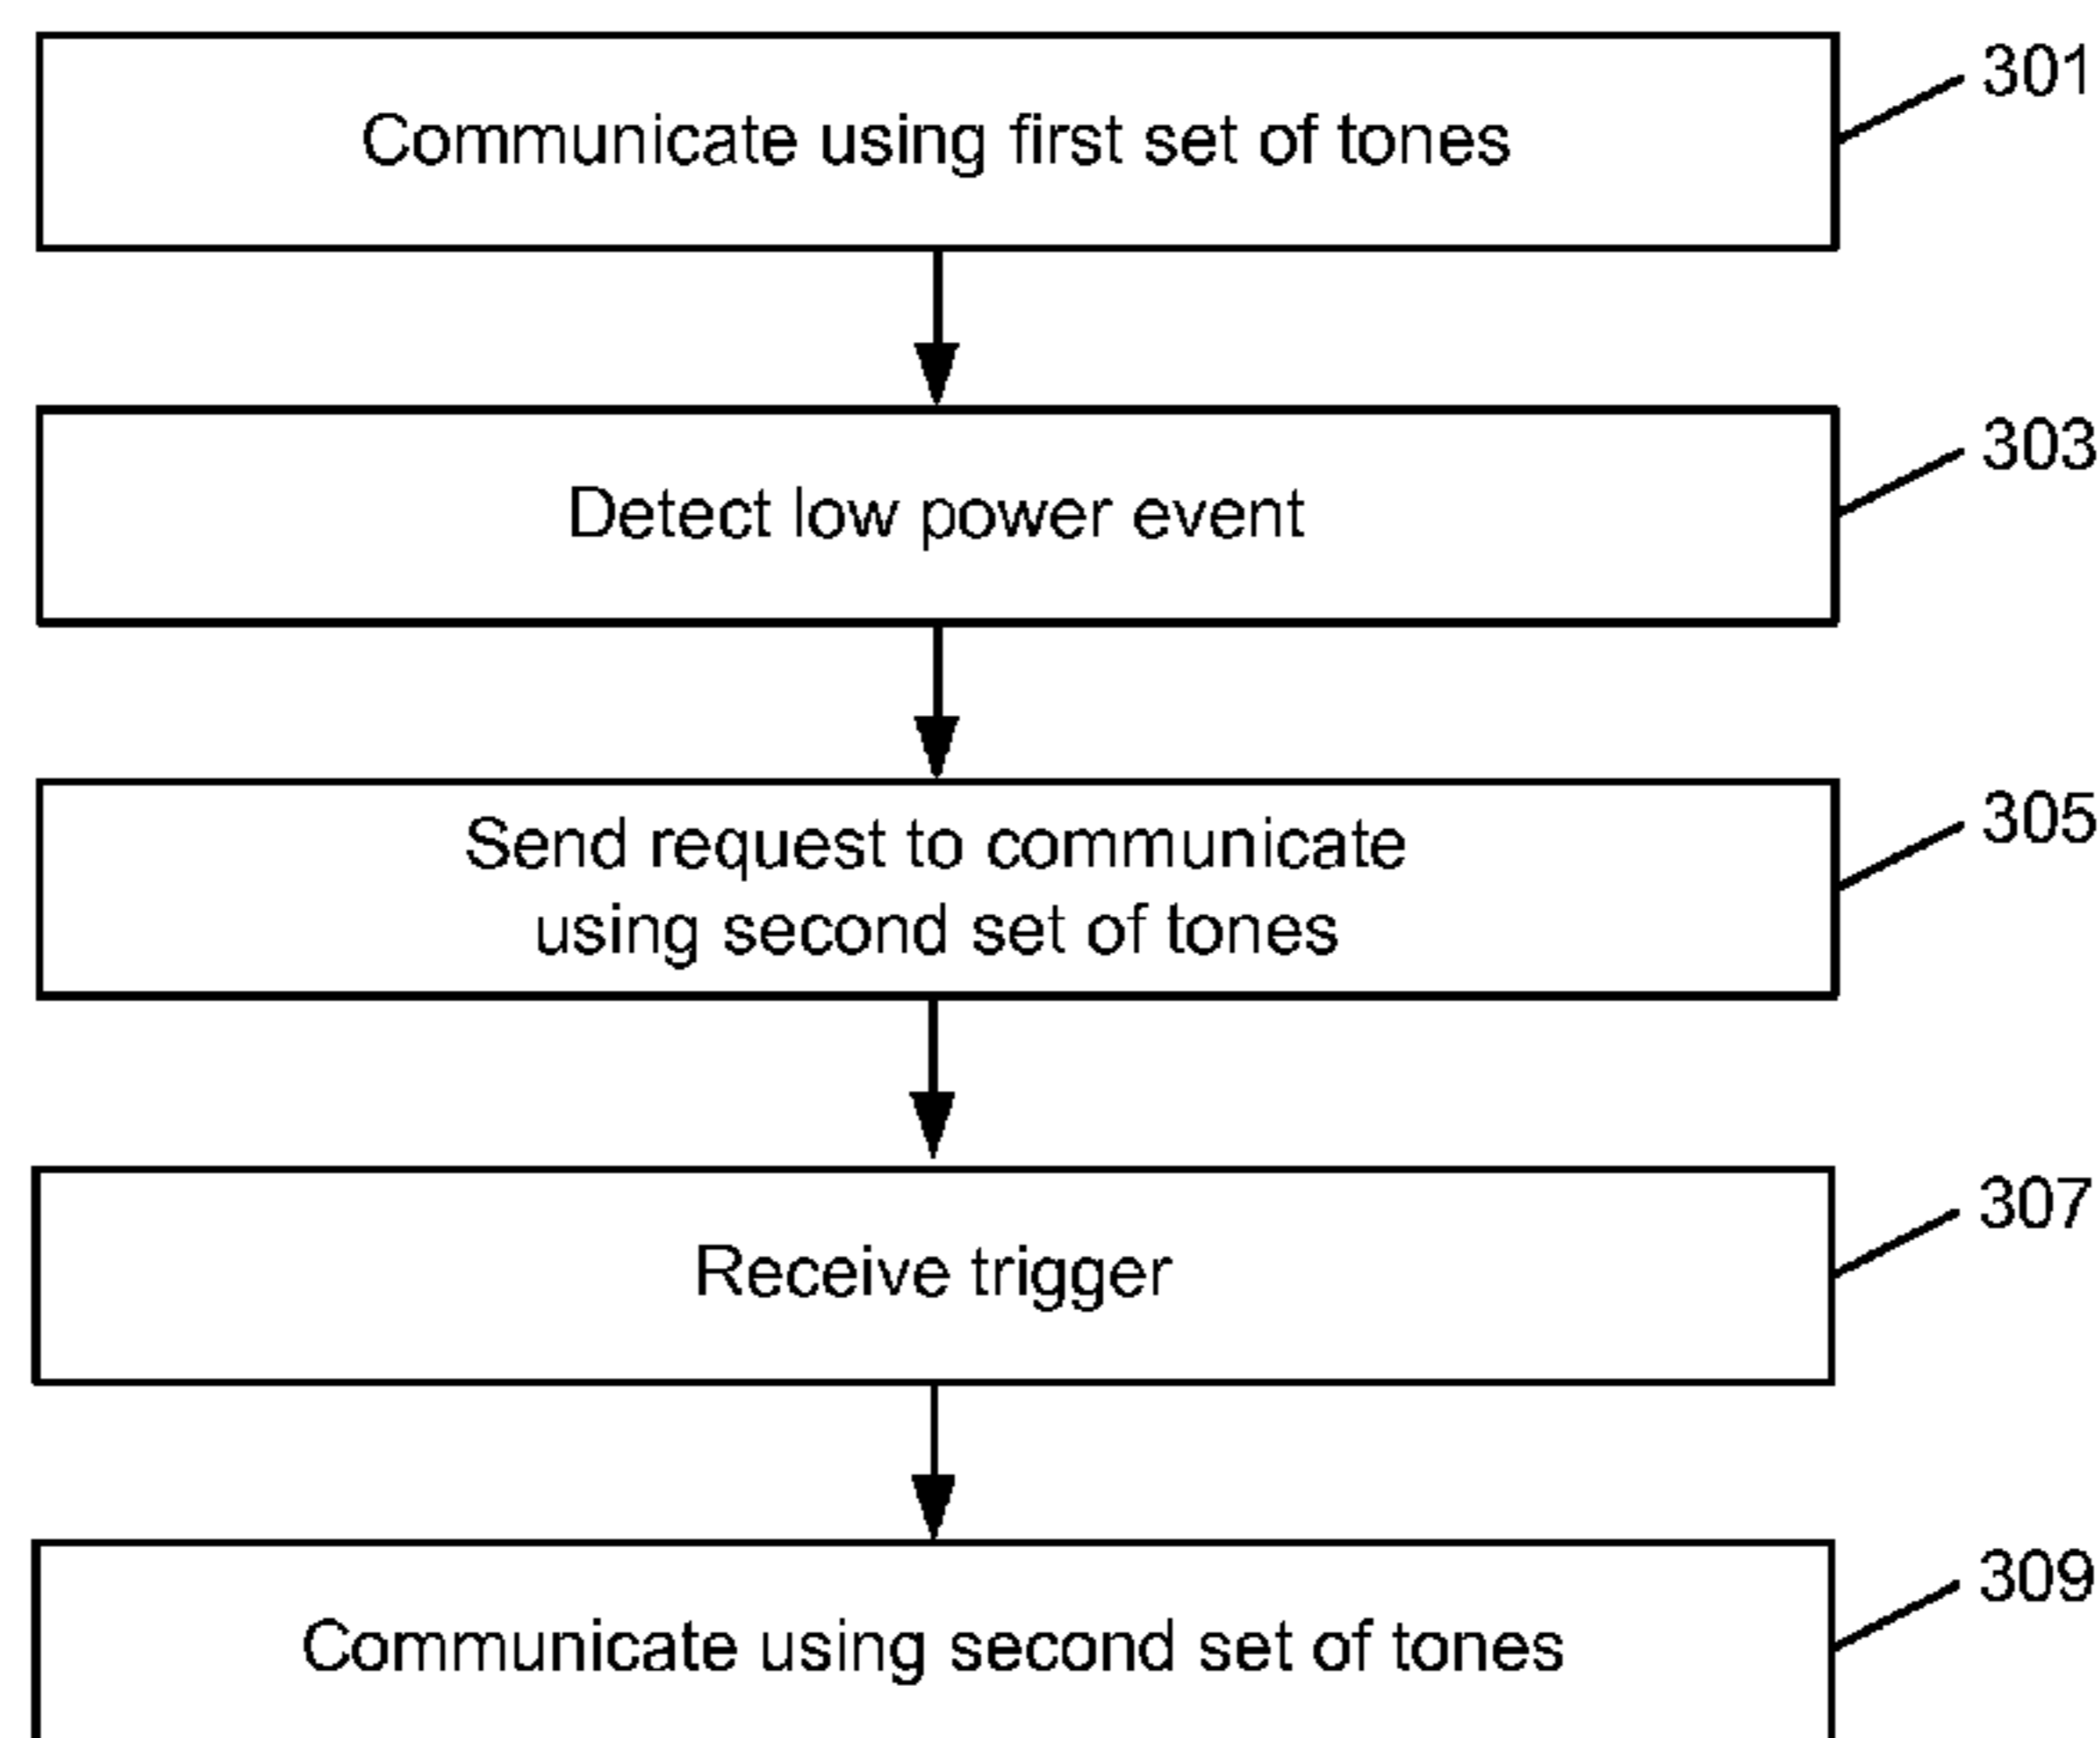 Communicate using first set of tones
301
Detect low power event
303
Send request to communicate
using second set of tones
305
Receive trigger
307
Communicate using second set of tones
309